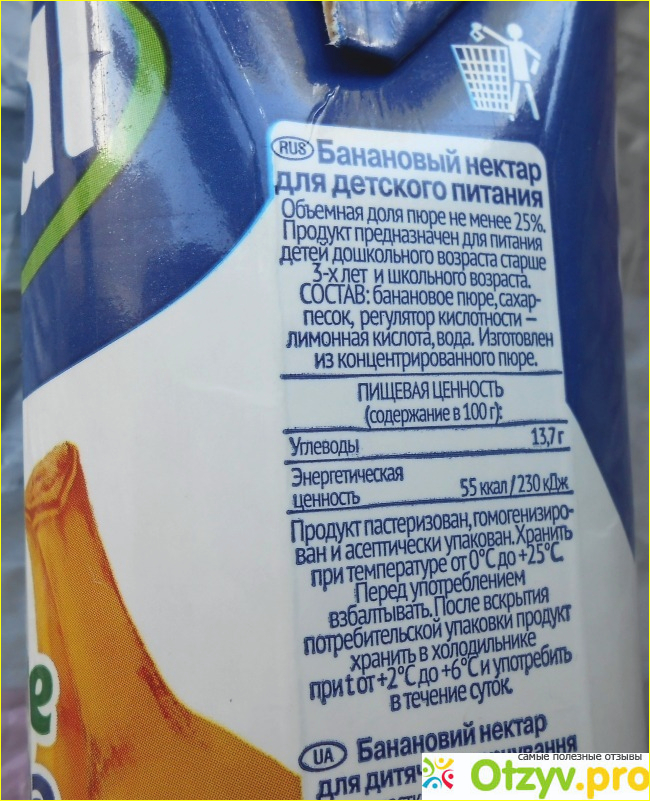 RUS Банановый нектар
для детского питания
Объемная доля пюре не менее 25%.
Продукт предназначен для питания
детей дошкольного возраста старше
3-х лет и школьного возраста.
СОСТАВ: банановое пюре, сахар-
песок, регулятор кислотности –
лимонная кислота, вода. Изготовлен
из концентрированного пюре.
ПИЩЕВАЯ ЦЕННОСТЬ
(содержание в 100 г):
Углеводы 13,7 г
Энергетическая
ценность 55 ккал / 230 кДж
Продукт пастеризован, гомогенизиро-
ван и асептически упакован. Хранить
при температуре от 0°С до +25°С.
Перед употреблением
взбалтывать. После вскрытия
потребительской упаковки продукт
хранить в холодильнике
при t от +2°С до +6°С и употребить
в течение суток.
UA Банановий нектар
для
самые полезные отзывы
Otzyv.pro